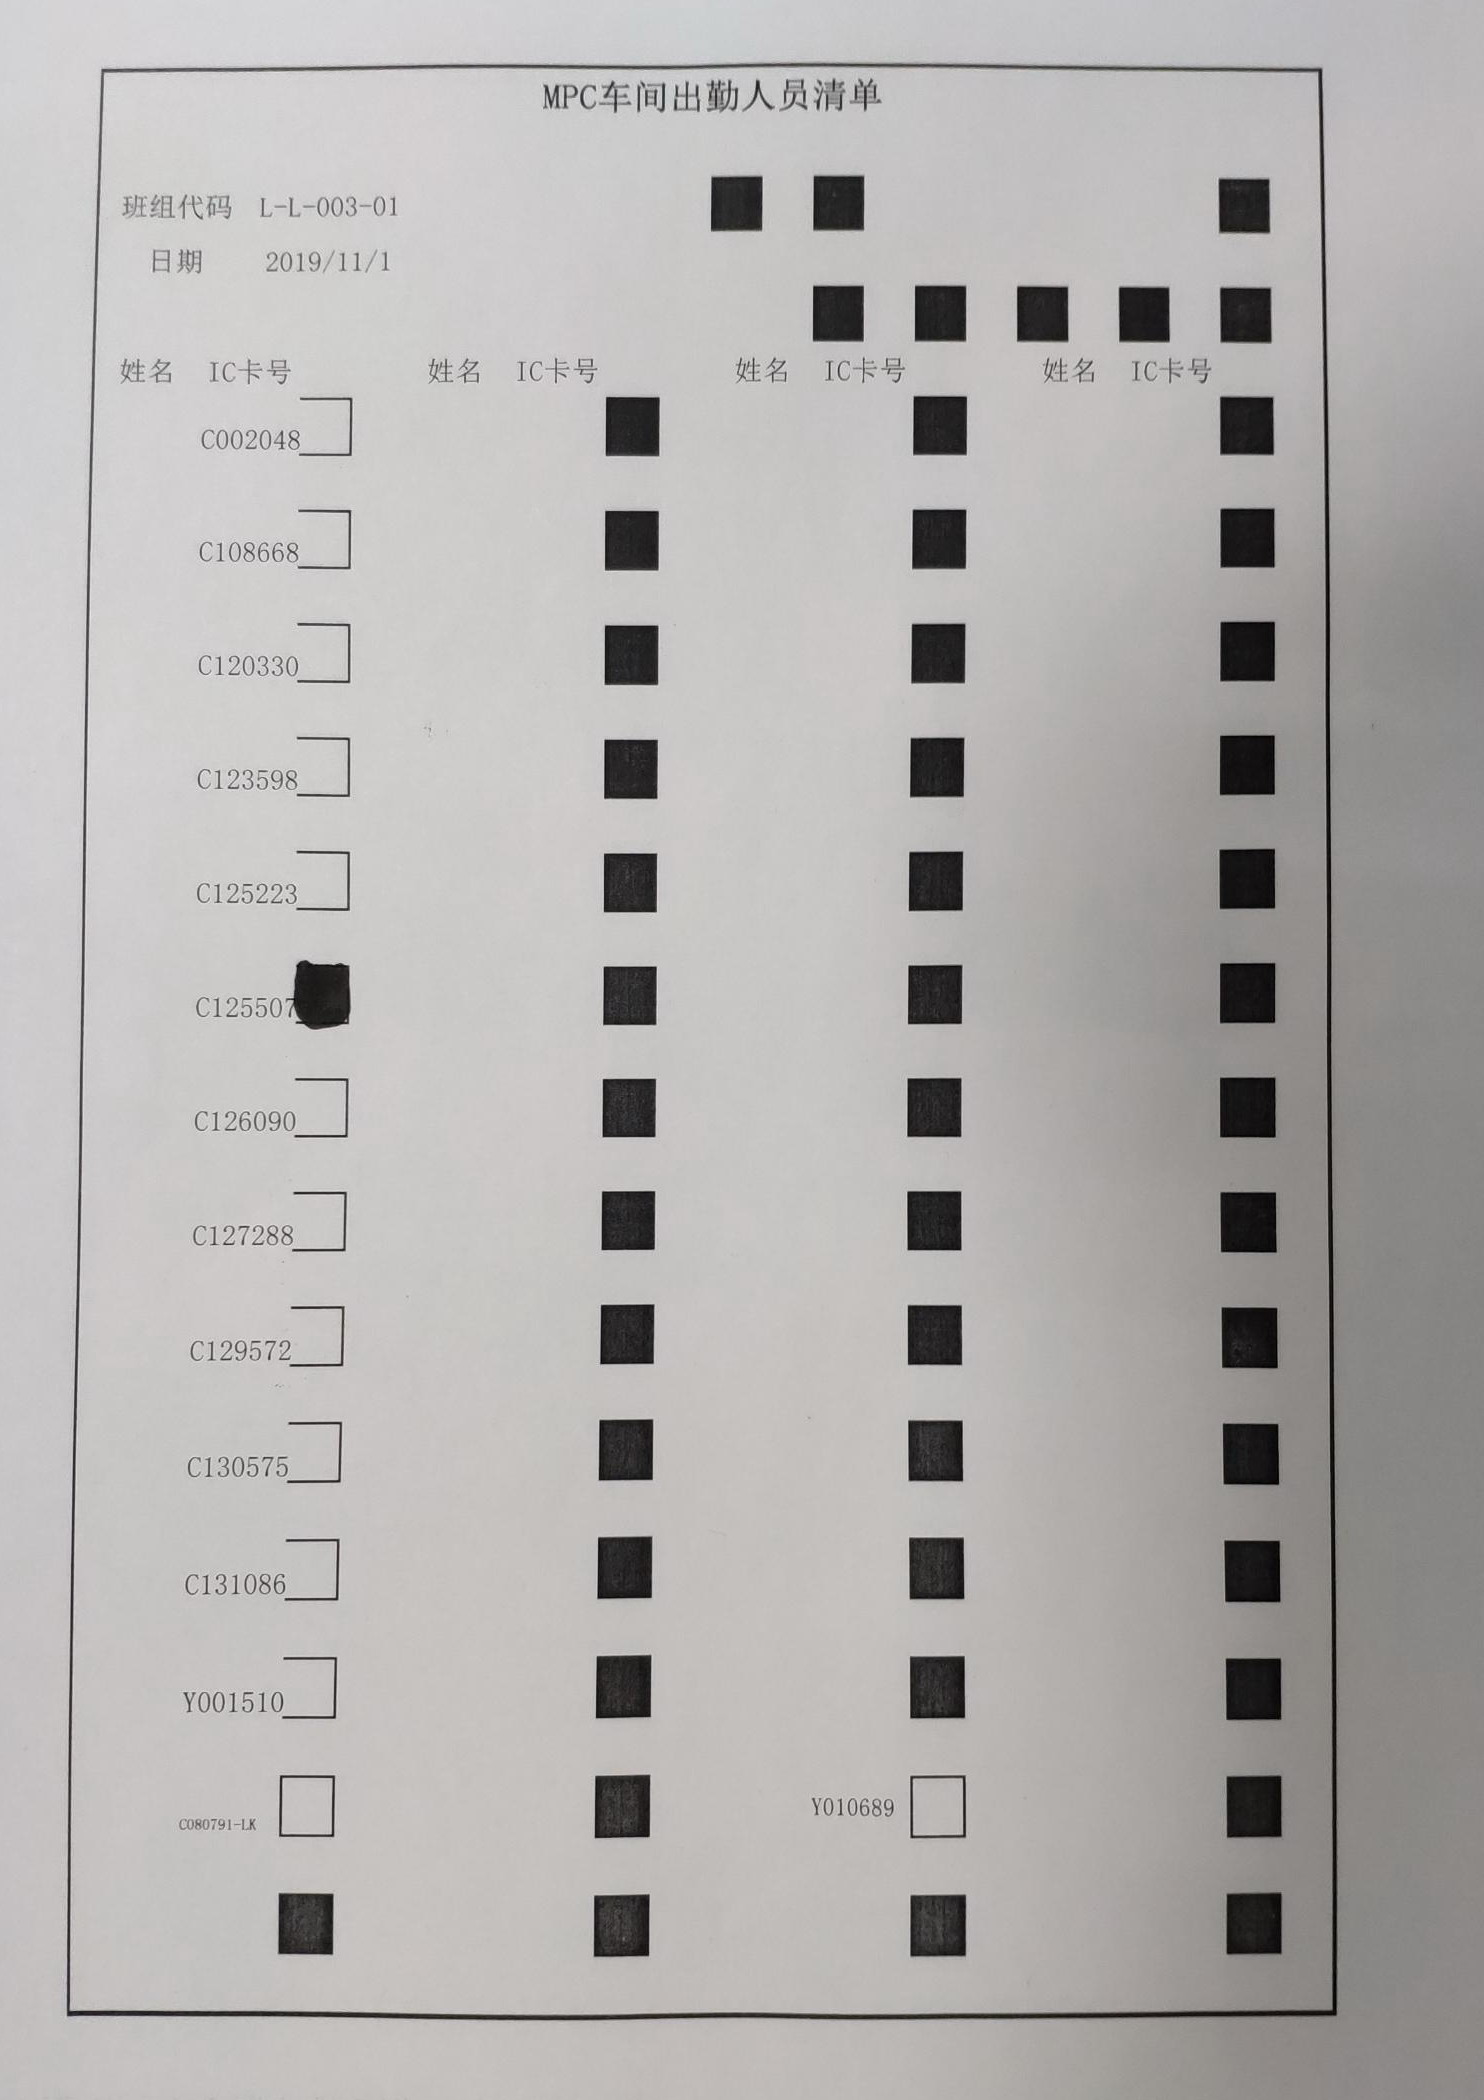 MPC车间出勤人员清单
班组代码 L-L-003-01
日期 2019/11/1
姓名 IC卡号 姓名 IC卡号 姓名 IC卡号 姓名 IC卡号
C002048
C108668
C120330
C123598
C125223
C125507
C126090
C127288
C129572
C130575
C131086
Y001510
C080791-LK Y010689